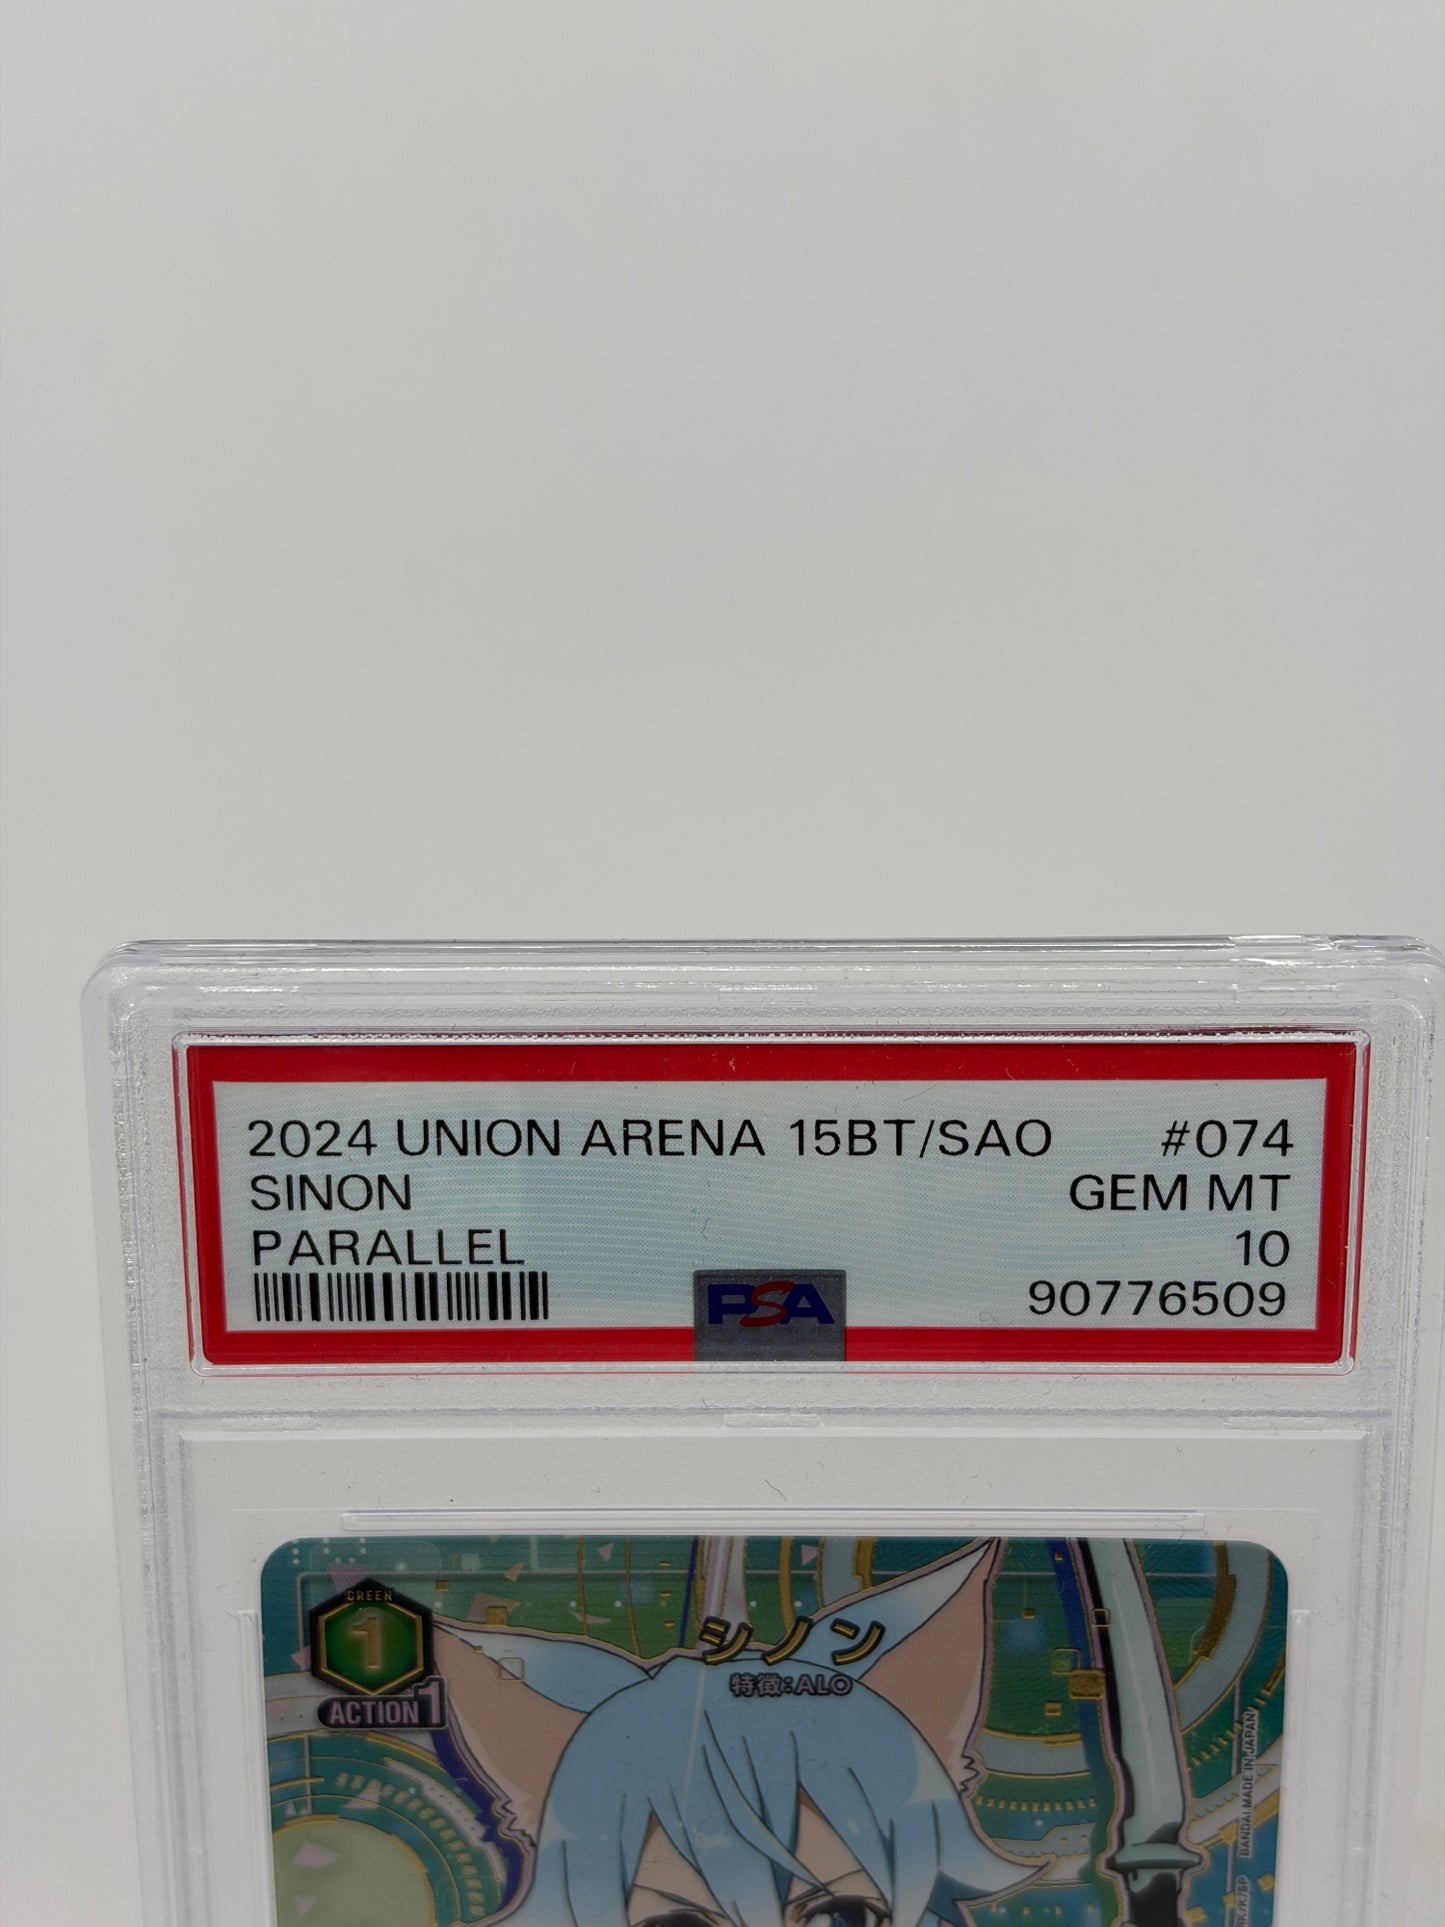 2024 UNION ARENA 15BT/SAO #074
SINON GEM MT
PARALLEL 10
PSA 90776509
GREEN
1
ACTION 1
シノン
特徴:ALO
BANDAI MADE IN JAPAN